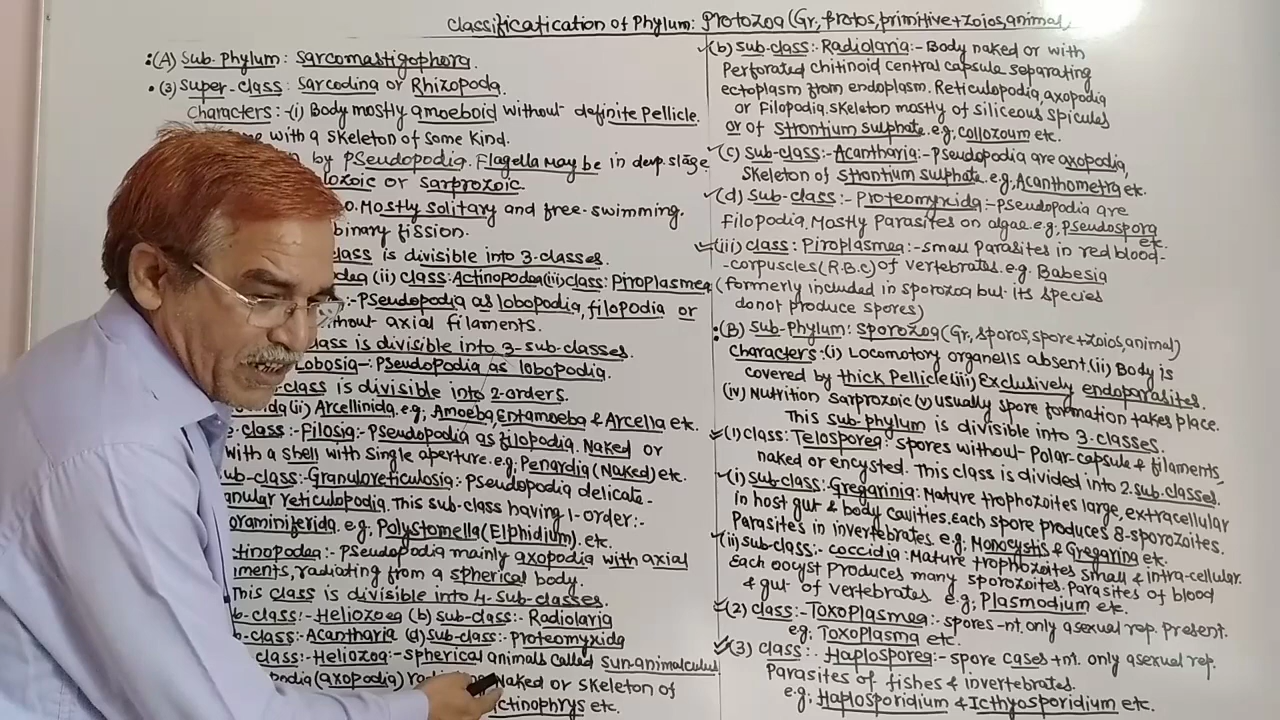 Classificatication of Phylum: Protozoa (Gr, Protos, primitive + Zoios, animal)
:(A) Sub-Phylum: Sarcomastigophora.
• (3) Super-class: Sarcodina or Rhizopoda.
Characters:-(i) Body mostly amoeboid without definite Pellicle.
with a skeleton of some kind.
by Pseudopodia. Flagella may be in devp. stage
or Sarprozoic.
Mostly solitary and free-swimming.
binary fission.
class is divisible into 3-classes.
(ii) class: Actinopodea (iii) class: Piroplasmea
:-Pseudopodia as lobopodia, filopodia or
without axial filaments.
class is divisible into 3-sub-classes.
Lobosia-: Pseudopodia as lobopodia.
class is divisible into 2-orders.
(ii) Arcellinida. e.g; Amoeba, Entamoeba & Arcella etc.
class:- Filosia:-Pseudopodia as filopodia. Naked or
with a shell with single aperture. e.g; Penardia (Naked) etc.
Sub-class:-Granuloreticulosia: Pseudopodia delicate-
granular reticulopodia. This sub-class having 1-order:-
Foraminiferida. e.g; Polystomella (Elphidium). etc.
Actinopodea:- Pseudopodia mainly axopodia with axial
filaments, radiating from a spherical body.
This class is divisible into 4-sub-classes.
Sub-class:-Heliozoea (b) sub-class:- Radiolaria
Sub-class:-Acantharia (d) Sub-class:- Proteomyxida
class:-Heliozoa:-spherical animals called sun-animalculus
(axopodia) Naked or skeleton of
Actinophrys etc.
(b) Sub-class:- Radiolaria:- Body naked or with
Perforated chitinoid central capsule separating
ectoplasm from endoplasm. Reticulopodia, axopodia
or Filopodia. Skeleton mostly of siliceous spicules
or of Strontium sulphate. e.g; collozoum etc.
(c) Sub-class:-Acantharia:-Pseudopodia are axopodia,
Skeleton of strontium sulphate. e.g; Acanthometra etc.
(d) Sub-class:- Proteomyxida:-pseudopodia are
filopodia. Mostly Parasites on algae. e.g; Pseudospora etc.
(iii) class: Piroplasmea:-small Parasites in red blood-
-corpuscles (R.B.c) of vertebrates. e.g. Babesia
(formerly included in sporozoa but its species
donot produce spores)
:(B) Sub-Phylum: Sporozoa (Gr, sporos, spore + Zoios, animal)
Characters:(i) Locomotory organells absent. (ii) Body is
covered by thick Pellicle (iii) Exclusively endoparasites.
(iv) Nutrition sarprozoic (v) usually spore formation takes place.
This sub-phylum is divisible into 3-classes.
(1) class: Telosporea: spores without Polar-capsule & filaments,
naked or encysted. This class is divided into 2.sub.classes.
(i) Sub-class: Gregarinia: Mature trophozoites large, extracellular
in host gut & body cavities. Each spore produces 8-sporozoites.
Parasites in invertebrates. e.g; Monocystis & Gregarina etc.
(ii) Sub-class:- coccidia: Mature trophozoites small & intra-cellular.
Each oocyst produces many sporozoites. Parasites of blood
& gut of vertebrates e.g; Plasmodium etc.
(2) class:-Toxoplasmea:-spores-nt. only asexual rep. present.
e.g; Toxoplasma etc.
(3) class:- Haplosporea:- spore cases+nt. only asexual rep.
Parasites of fishes & invertebrates.
e.g; Haplosporidium & Icthyosporidium etc.